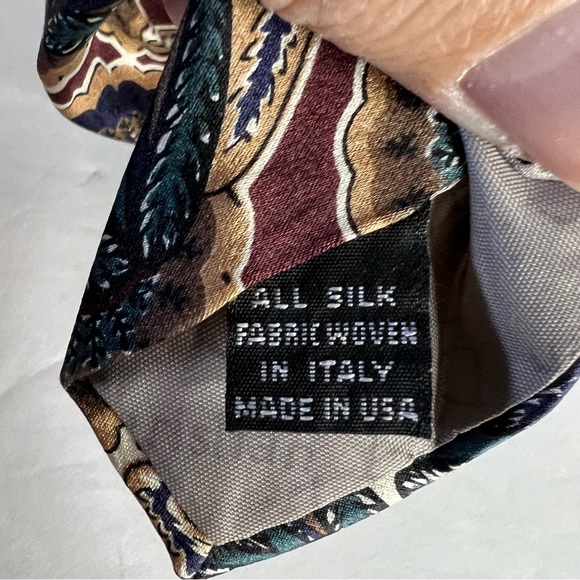 ALL SILK
FABRIC WOVEN
IN ITALY
MADE IN USA